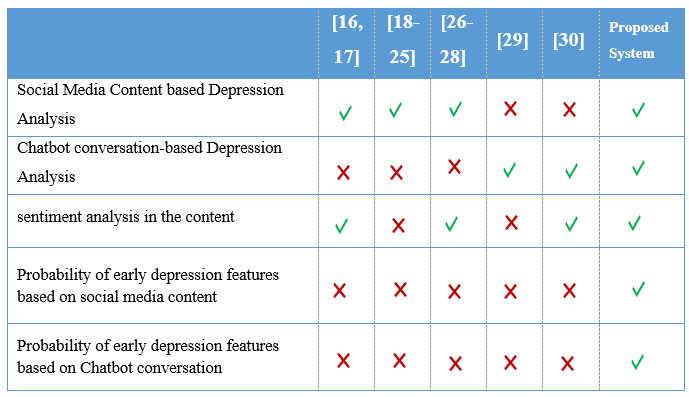 [16, 17]
[18-25]
[26-28]
[29]
[30]
Proposed System
Social Media Content based Depression
Analysis
✓ ✓ ✓ ✗ ✗ ✓
Chatbot conversation-based Depression
Analysis
✗ ✗ ✗ ✓ ✓ ✓
sentiment analysis in the content
✓ ✗ ✓ ✗ ✓ ✓
Probability of early depression features
based on social media content
✗ ✗ ✗ ✗ ✗ ✓
Probability of early depression features
based on Chatbot conversation
✗ ✗ ✗ ✗ ✗ ✓